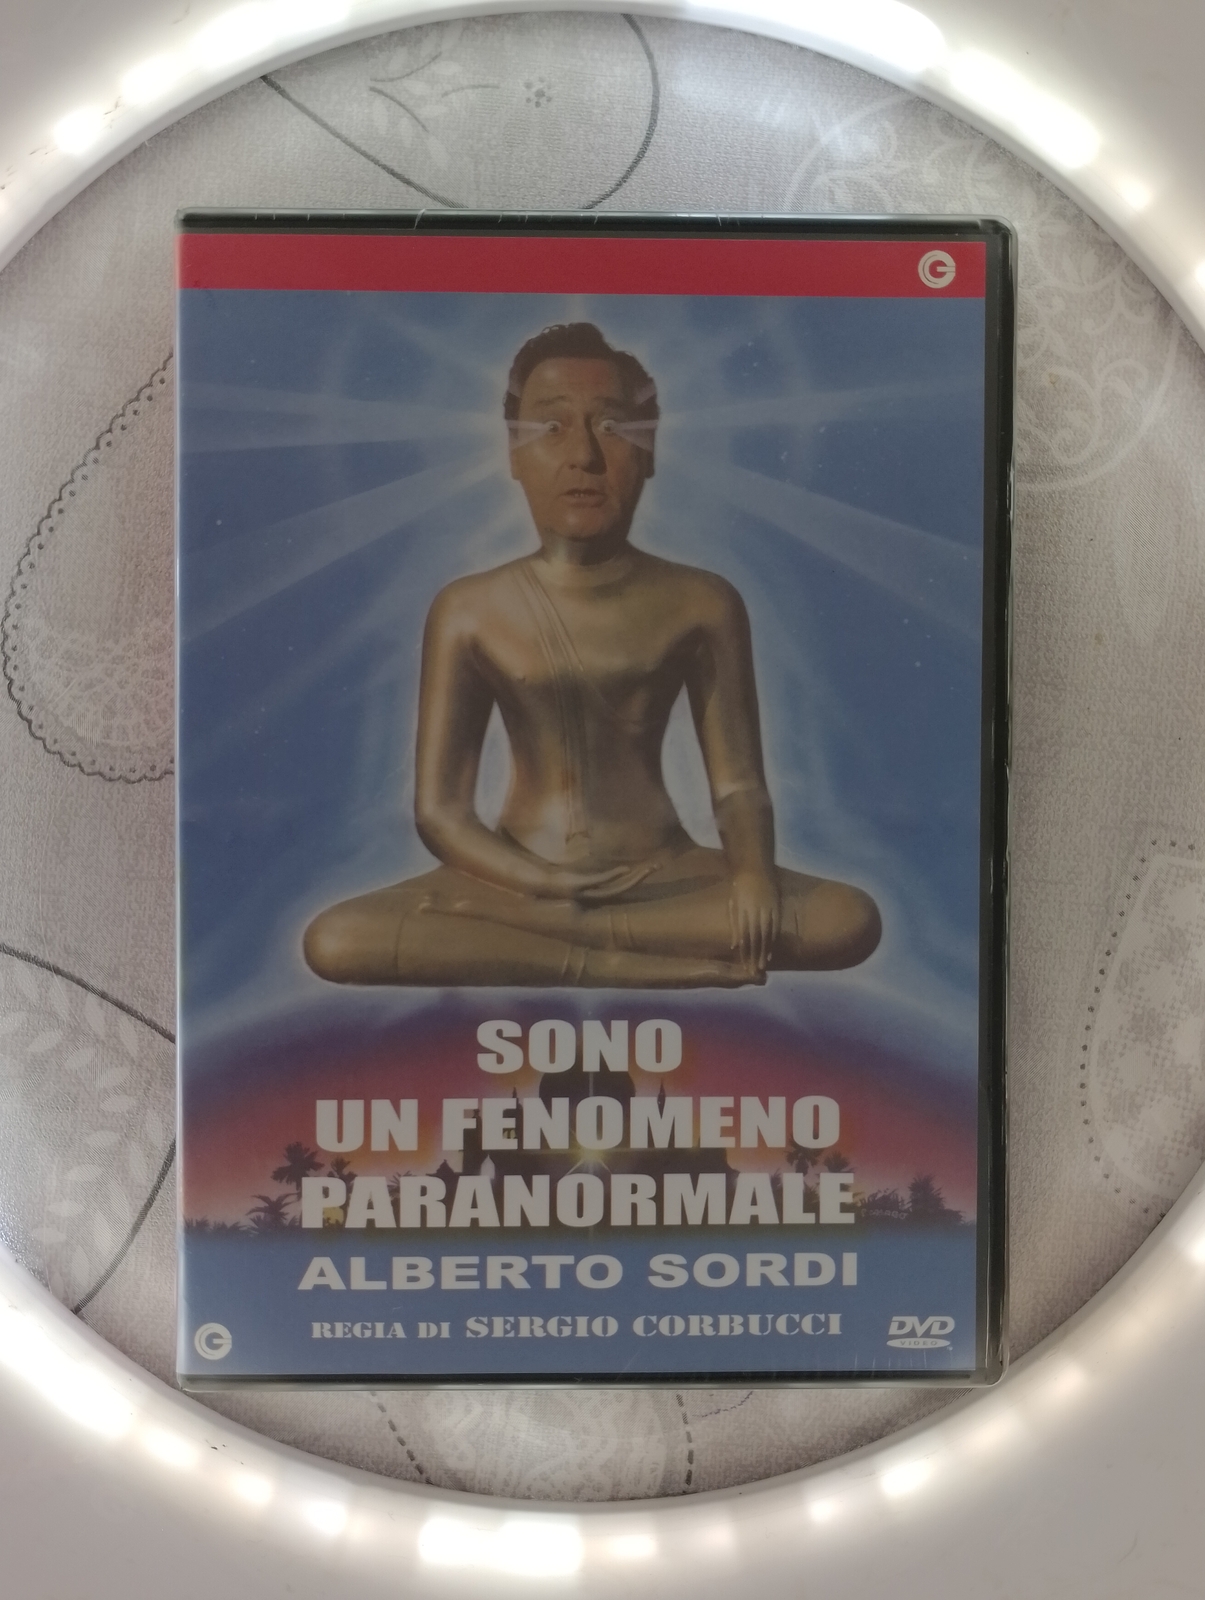 SONO
UN FENOMENO
PARANORMALE
ALBERTO SORDI
REGIA DI SERGIO CORBUCCI
DVD
VIDEO